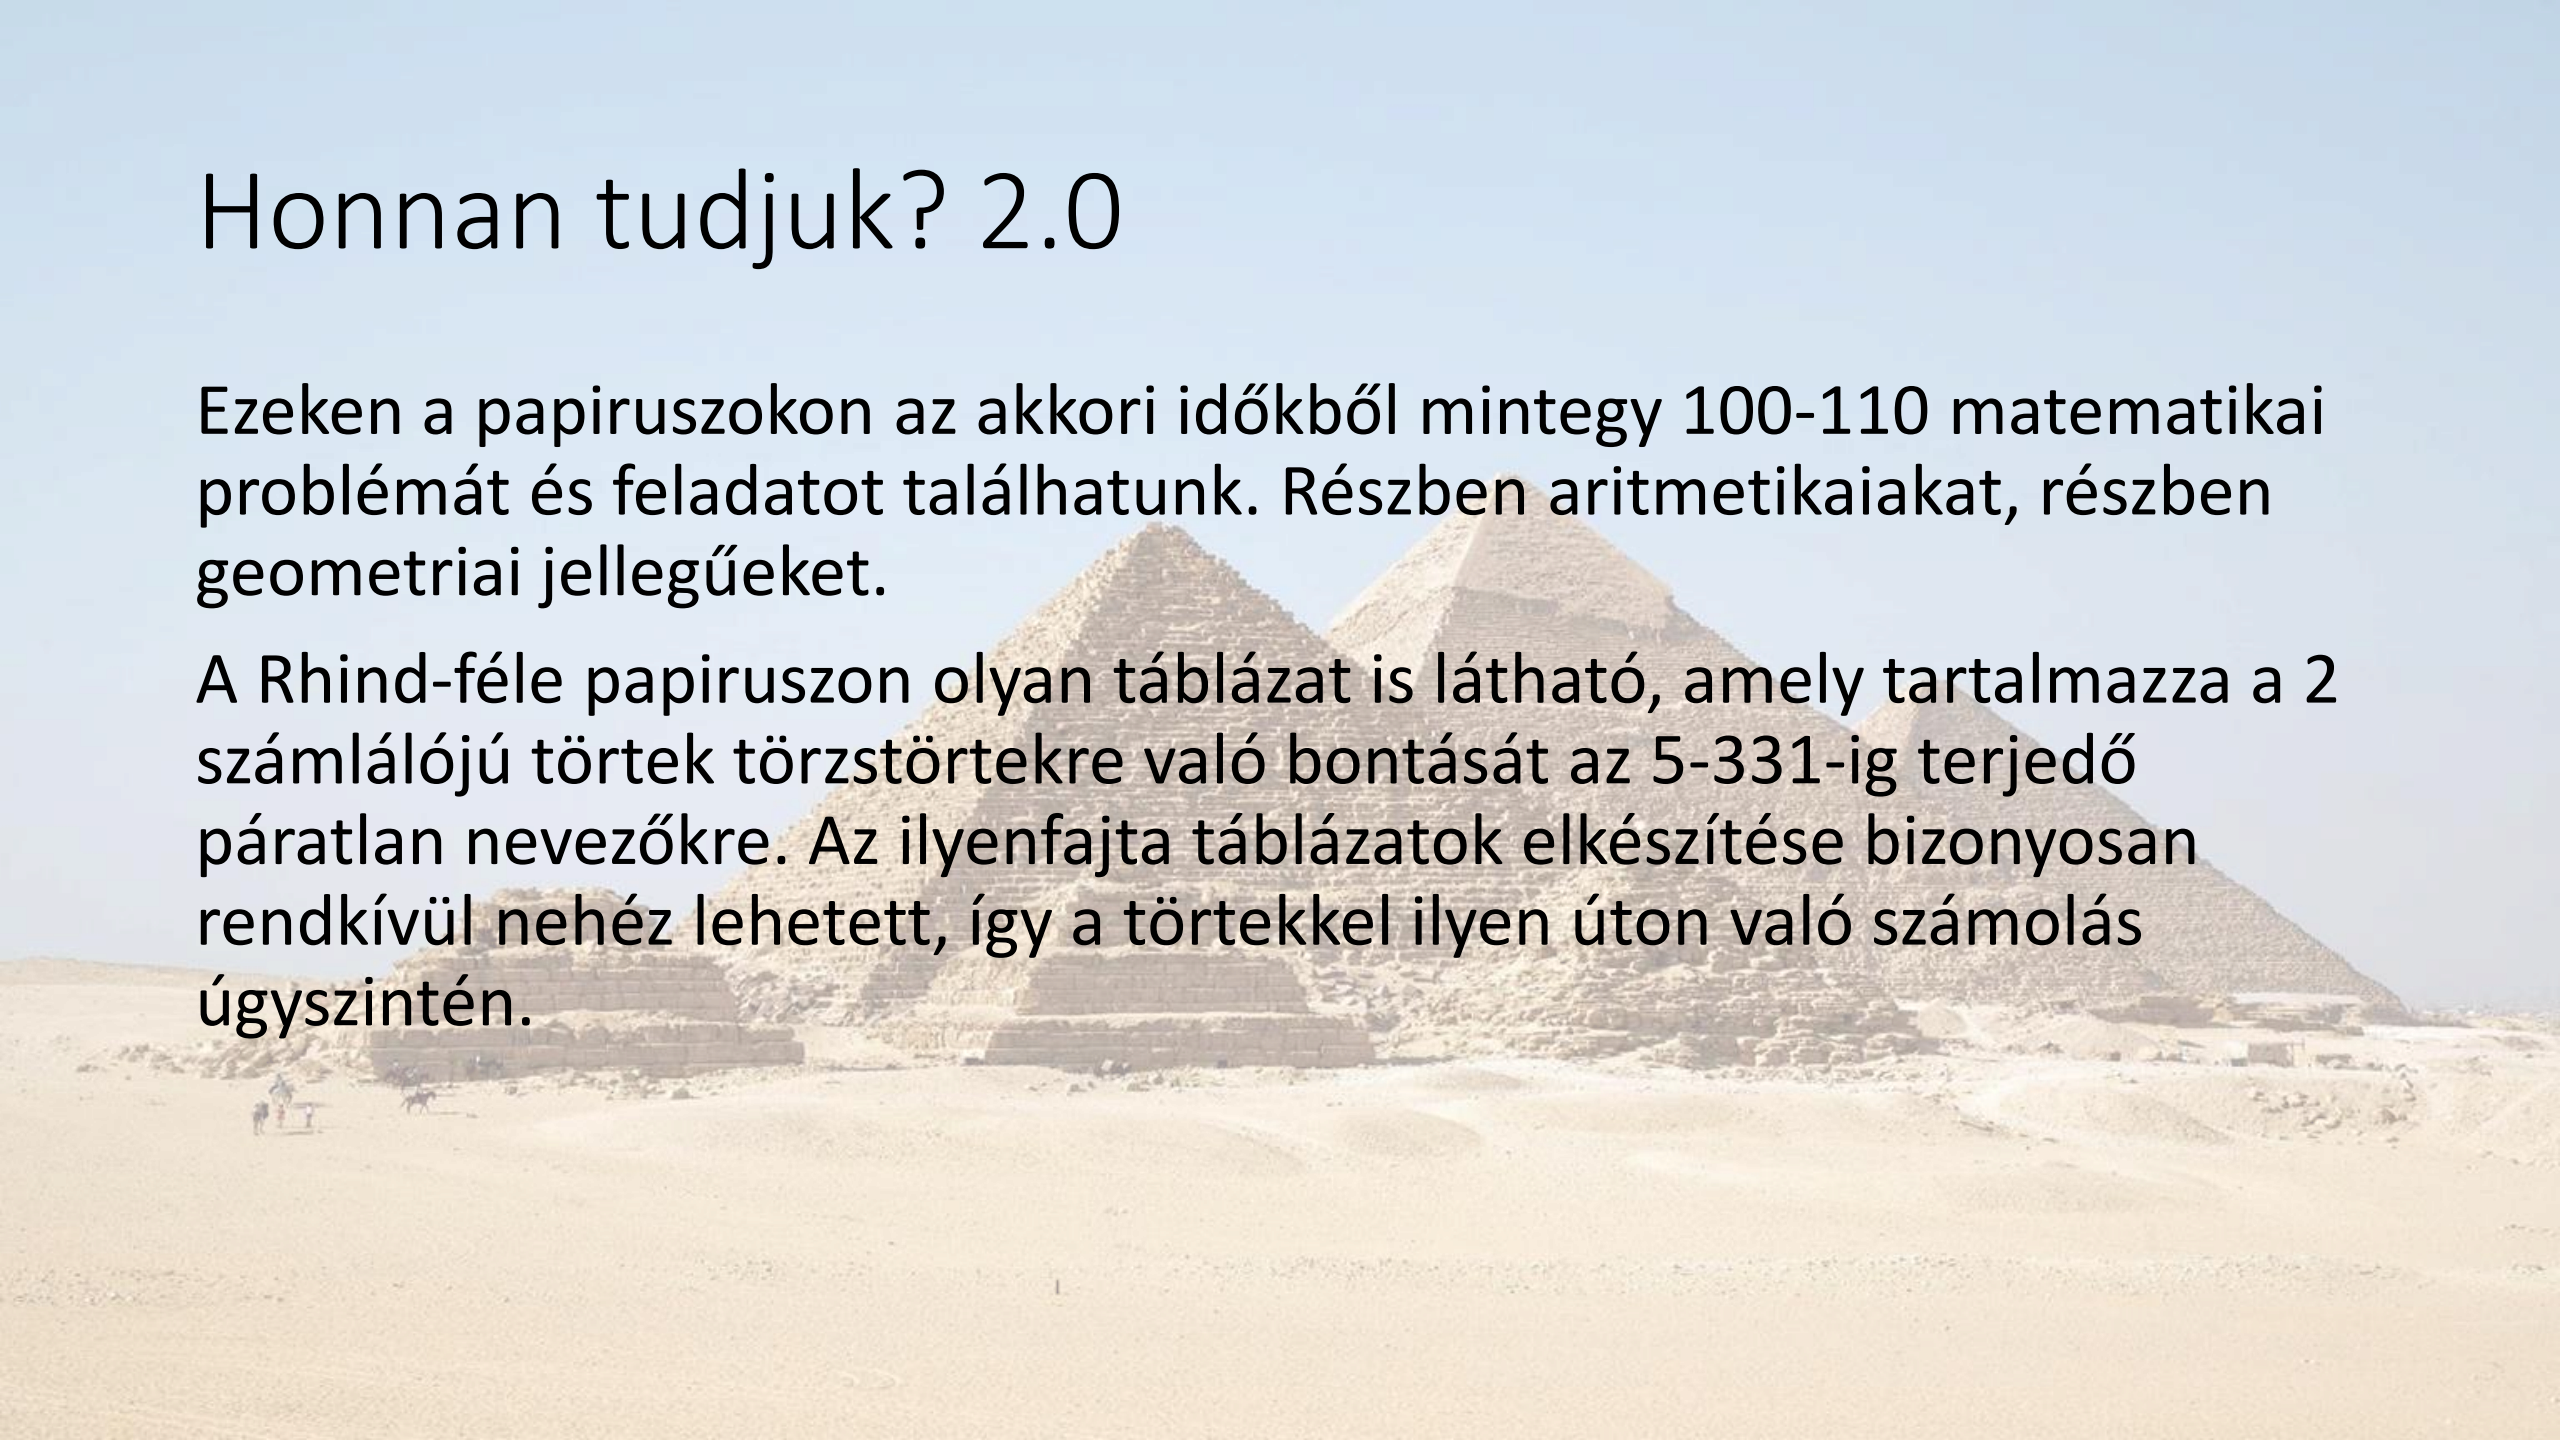 Honnan tudjuk? 2.0
Ezeken a papiruszokon az akkori időkből mintegy 100-110 matematikai
problémát és feladatot találhatunk. Részben aritmetikaiakat, részben
geometriai jellegűeket.
A Rhind-féle papiruszon olyan táblázat is látható, amely tartalmazza a 2
számlálójú törtek törzstörtekre való bontását az 5-331-ig terjedő
páratlan nevezőkre. Az ilyenfajta táblázatok elkészítése bizonyosan
rendkívül nehéz lehetett, így a törtekkel ilyen úton való számolás
úgyszintén.